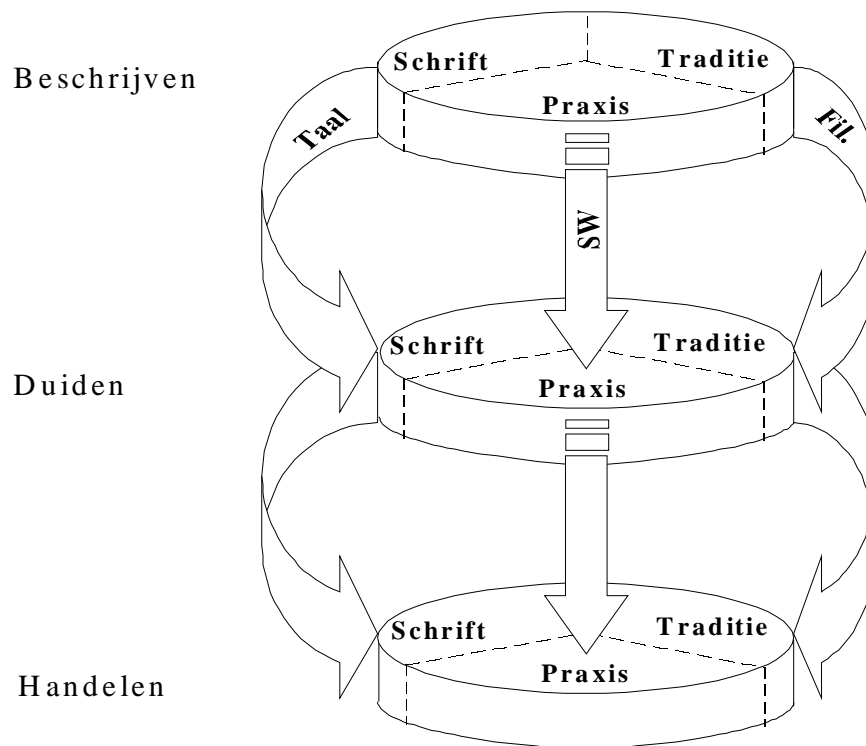 Beschrijven
Schrift
Traditie
Praxis
Taal
Fil.
SW
Duiden
Schrift
Traditie
Praxis
Handelen
Schrift
Traditie
Praxis